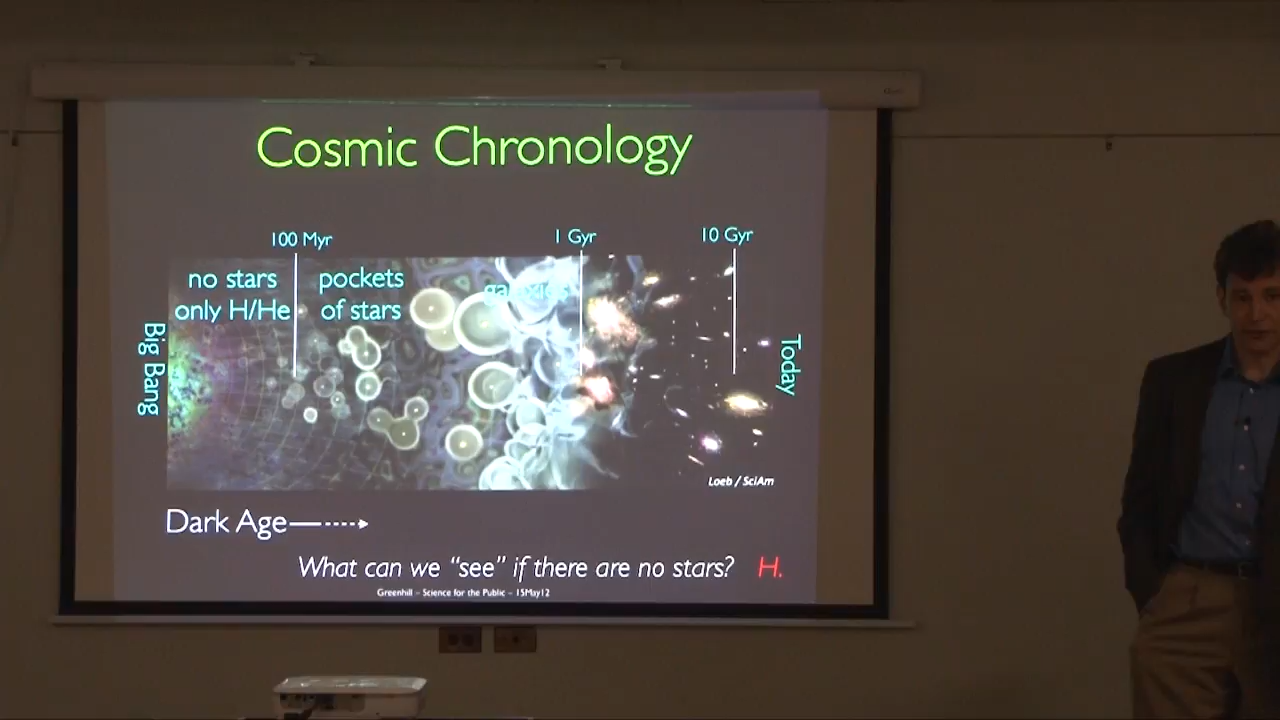 Cosmic Chronology
100 Myr
1 Gyr
10 Gyr
no stars
only H/He
pockets
of stars
galaxies
Big Bang
Today
Loeb / SciAm
Dark Age
What can we "see" if there are no stars? H.
Greenhill – Science for the Public – 15May12